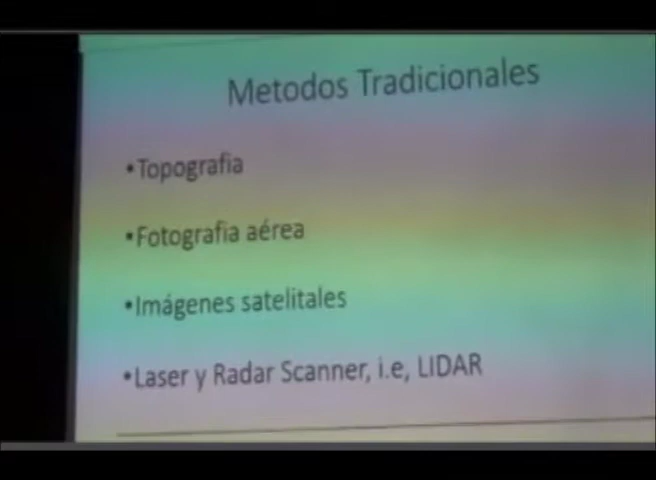 Metodos Tradicionales
•Topografia
•Fotografia aérea
•Imágenes satelitales
•Laser y Radar Scanner, i.e, LIDAR